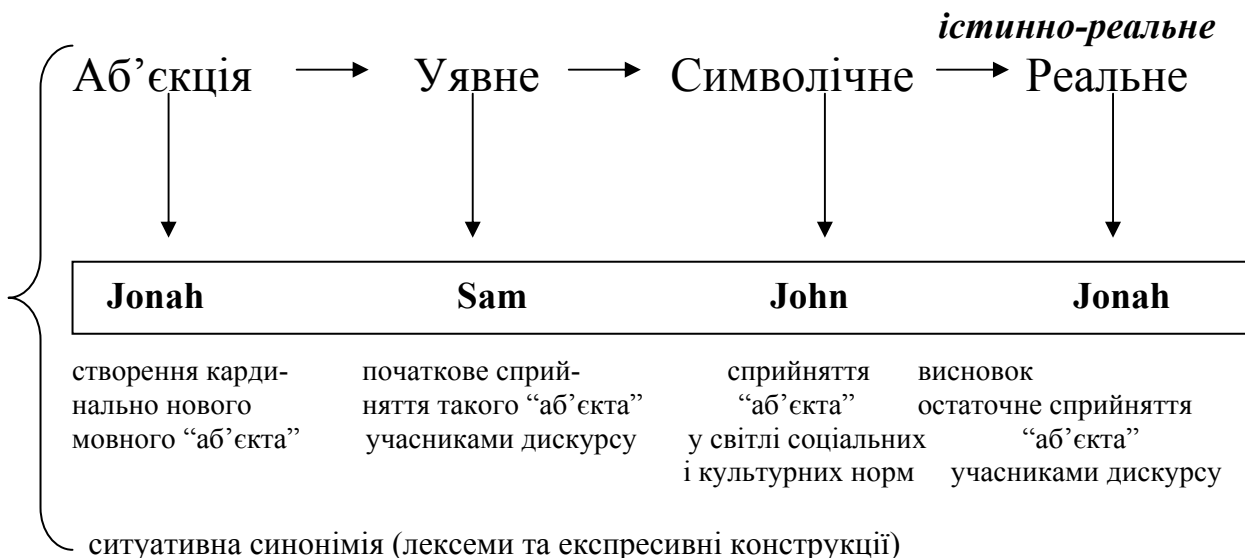 істинно-реальне
Аб’єкція Уявне Символічне Реальне
Jonah Sam John Jonah
створення карди-
нально нового
мовного “аб’єкта”
початкове сприй-
няття такого “аб’єкта”
учасниками дискурсу
сприйняття
“аб’єкта”
у світлі соціальних
і культурних норм
висновок
остаточне сприйняття
“аб’єкта”
учасниками дискурсу
ситуативна синонімія (лексеми та експресивні конструкції)